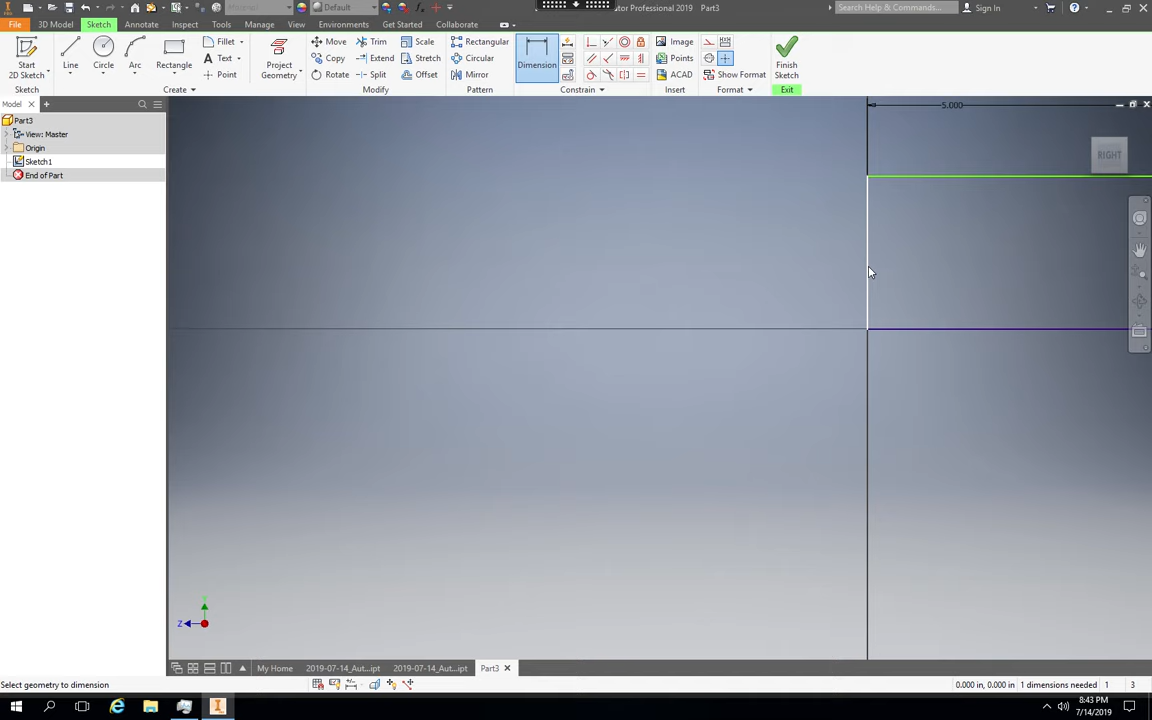 Default
tor Professional 2019 Part3
Search Help & Commands...
Sign In
File 3D Model Sketch Annotate Inspect Tools Manage View Environments Get Started Collaborate
Start 2D Sketch
Line
Circle
Arc
Rectangle
Fillet
Text
Point
Project Geometry
Move
Copy
Rotate
Trim
Extend
Split
Scale
Stretch
Offset
Rectangular
Circular
Mirror
Dimension
Image
Points
ACAD
Show Format
Finish Sketch
Sketch Create Modify Pattern Constrain Insert Format Exit
Model
Part3
View: Master
Origin
Sketch1
End of Part
5.000
RIGHT
Y
Z
My Home 2019-07-14_Aut...ipt 2019-07-14_Aut...ipt Part3
Select geometry to dimension
0.000 in, 0.000 in 1 dimensions needed 1 3
8:43 PM
7/14/2019